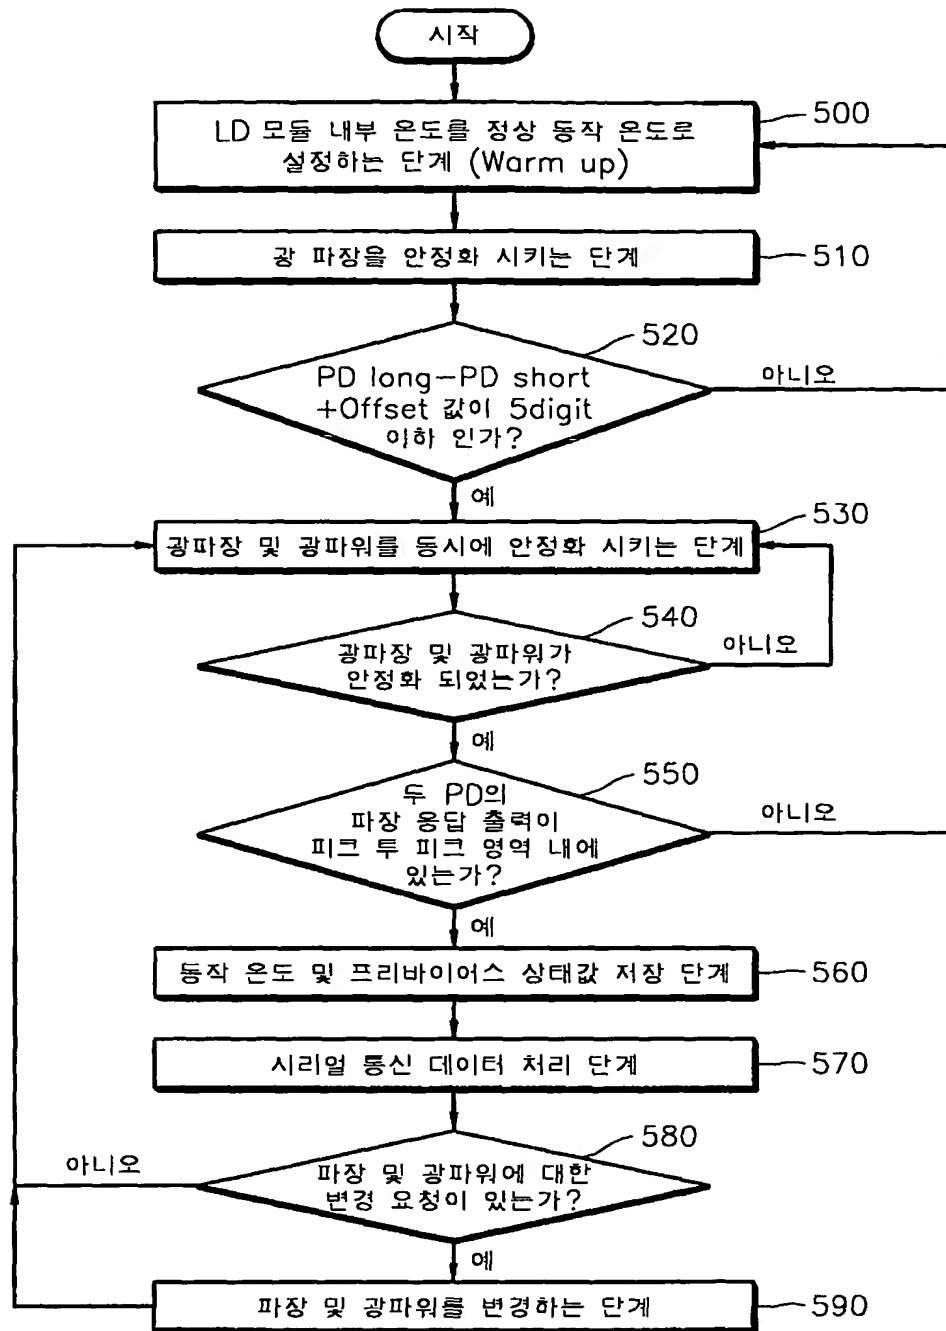 시작
LD 모듈 내부 온도를 정상 동작 온도로
설정하는 단계 (Warm up)
500
광 파장을 안정화 시키는 단계
510
520
PD long-PD short
+Offset 값이 5digit
이하 인가?
아니오
예
530
광파장 및 광파워를 동시에 안정화 시키는 단계
540
광파장 및 광파워가
안정화 되었는가?
아니오
예
550
두 PD의
파장 응답 출력이
피크 투 피크 영역 내에
있는가?
아니오
예
동작 온도 및 프리바이어스 상태값 저장 단계
560
시리얼 통신 데이터 처리 단계
570
580
파장 및 광파워에 대한
변경 요청이 있는가?
아니오
예
파장 및 광파워를 변경하는 단계
590